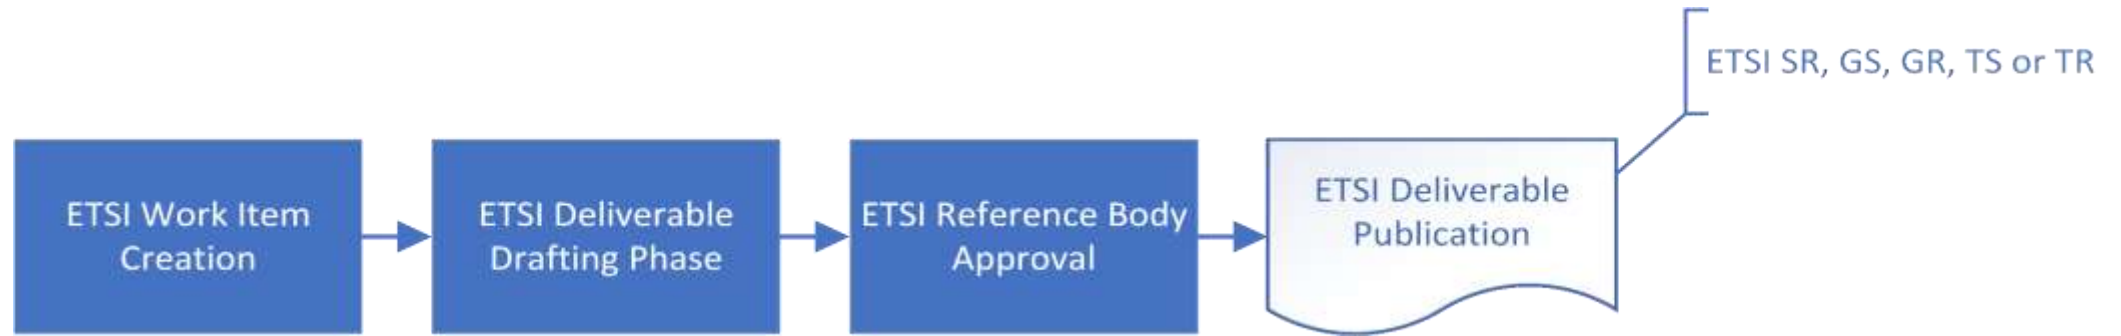 ETSI SR, GS, GR, TS or TR
ETSI Work Item
Creation
ETSI Deliverable
Drafting Phase
ETSI Reference Body
Approval
ETSI Deliverable
Publication